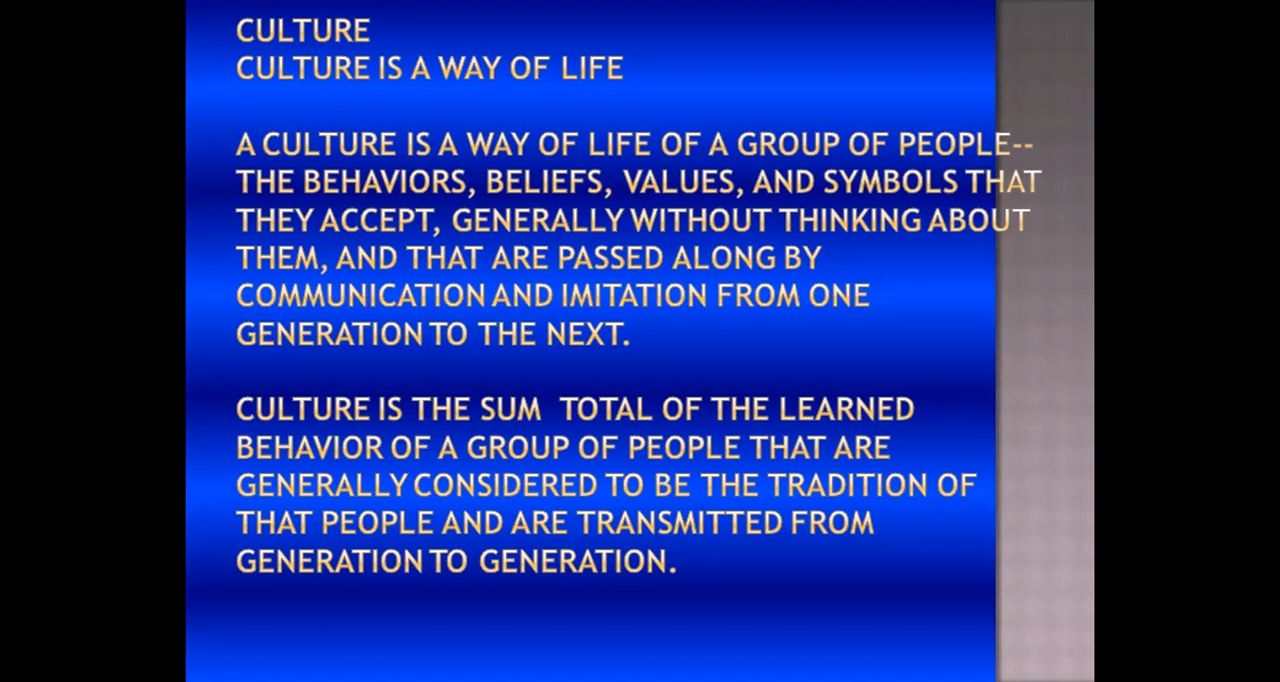 CULTURE
CULTURE IS A WAY OF LIFE
A CULTURE IS A WAY OF LIFE OF A GROUP OF PEOPLE--
THE BEHAVIORS, BELIEFS, VALUES, AND SYMBOLS THAT
THEY ACCEPT, GENERALLY WITHOUT THINKING ABOUT
THEM, AND THAT ARE PASSED ALONG BY
COMMUNICATION AND IMITATION FROM ONE
GENERATION TO THE NEXT.
CULTURE IS THE SUM TOTAL OF THE LEARNED
BEHAVIOR OF A GROUP OF PEOPLE THAT ARE
GENERALLY CONSIDERED TO BE THE TRADITION OF
THAT PEOPLE AND ARE TRANSMITTED FROM
GENERATION TO GENERATION.